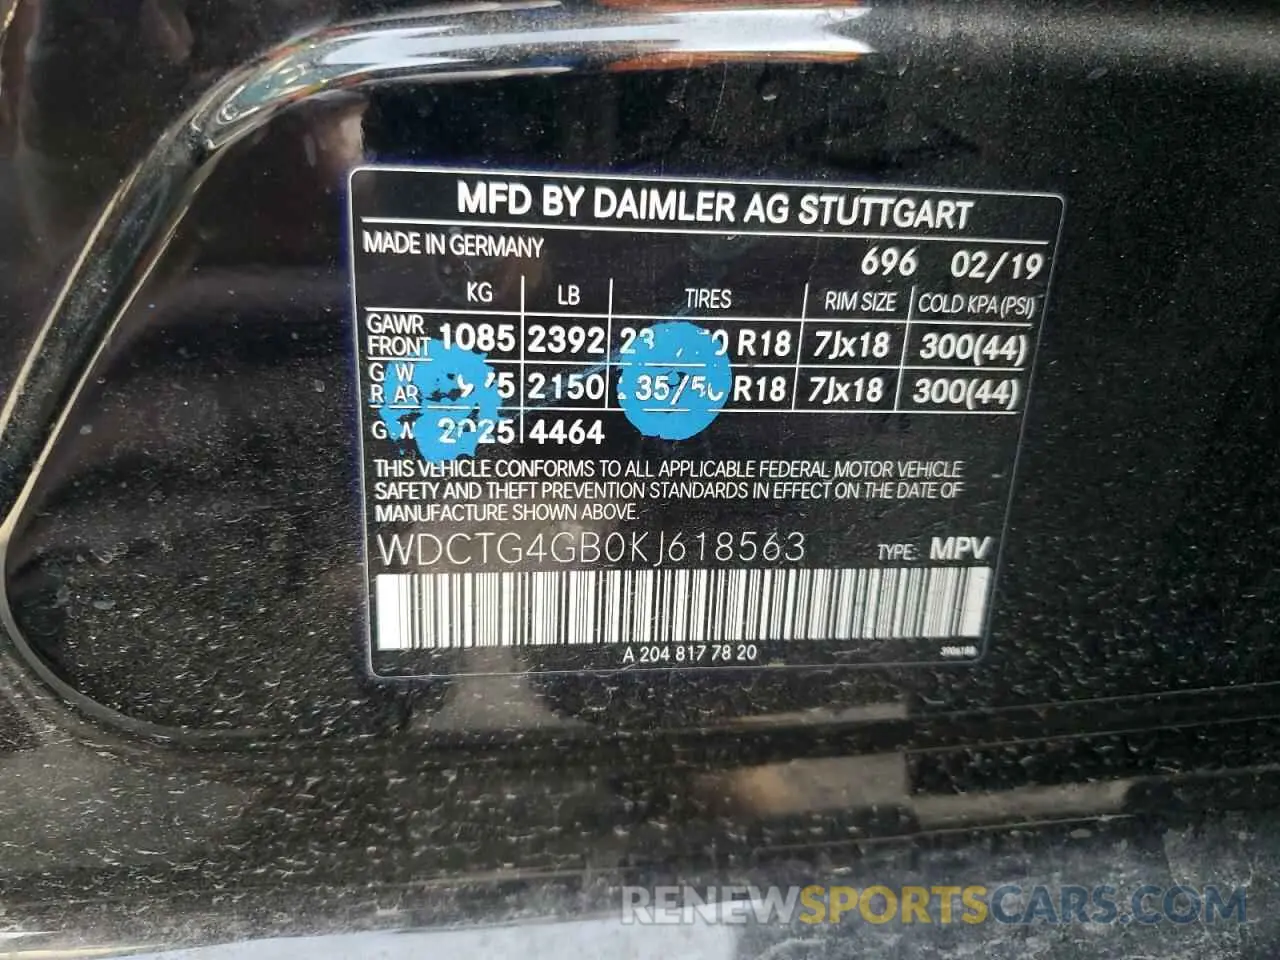 MFD BY DAIMLER AG STUTTGART
MADE IN GERMANY 696 02/19
KG LB TIRES RIM SIZE COLD KPA (PSI)
GAWR FRONT 1085 2392 R18 7Jx18 300(44)
2150 235/50 R18 7Jx18 300(44)
2025 4464
THIS VEHICLE CONFORMS TO ALL APPLICABLE FEDERAL MOTOR VEHICLE
SAFETY AND THEFT PREVENTION STANDARDS IN EFFECT ON THE DATE OF
MANUFACTURE SHOWN ABOVE.
WDCTG4GB0KJ618563 TYPE: MPV
A 204 817 78 20
RENEWSPORTSCARS.COM